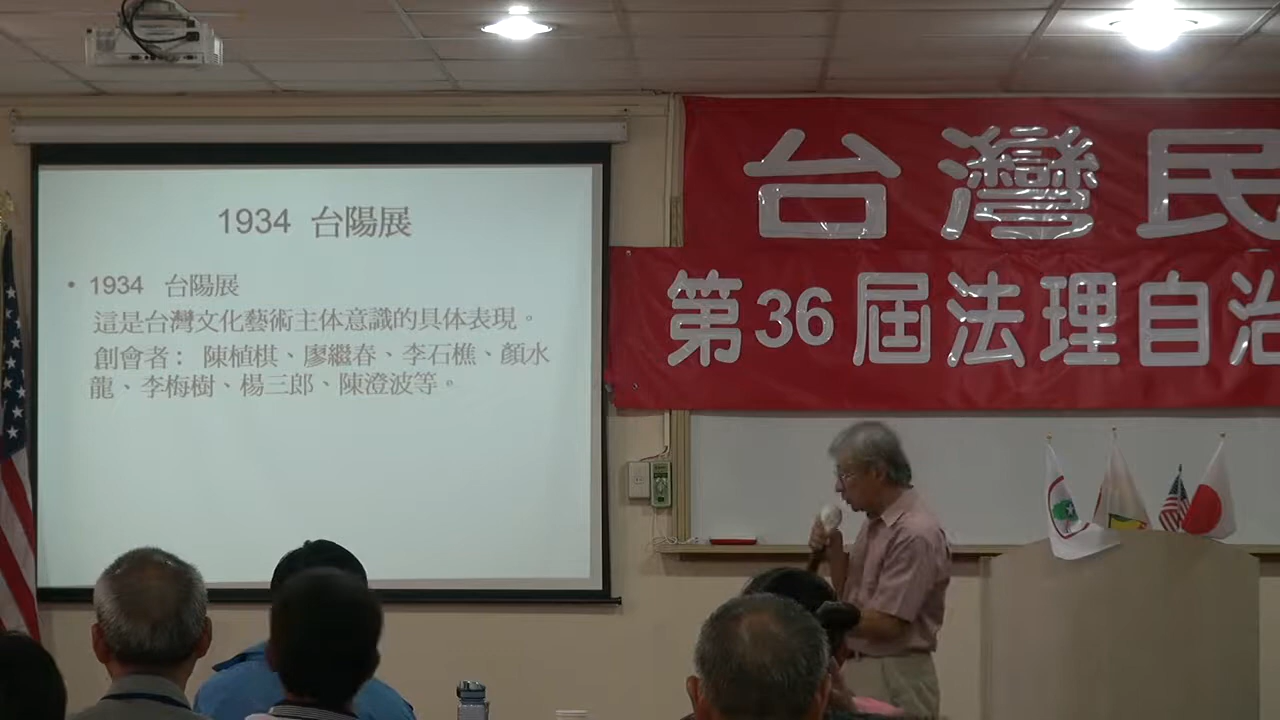 1934 台陽展
• 1934 台陽展
這是台灣文化藝術主体意識的具体表現。
創會者： 陳植棋、廖繼春、李石樵、顏水
龍、李梅樹、楊三郎、陳澄波等。
台灣民
第36屆法理自治